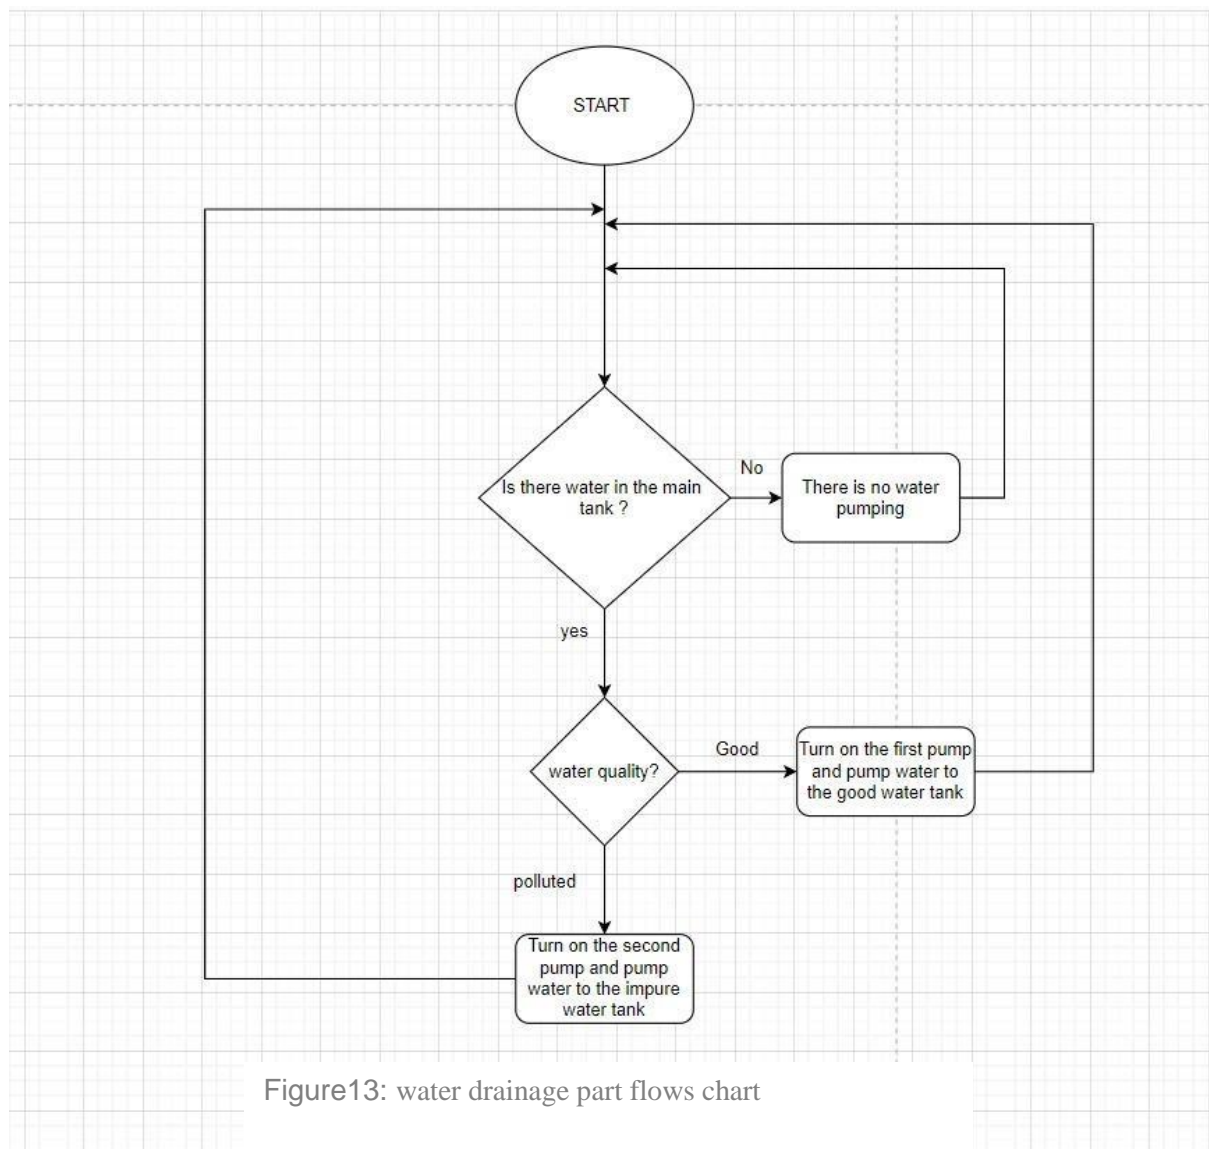 START
Is there water in the main
tank ?
No
There is no water
pumping
yes
water quality?
Good
Turn on the first pump
and pump water to
the good water tank
polluted
Turn on the second
pump and pump
water to the impure
water tank
Figure13: water drainage part flows chart